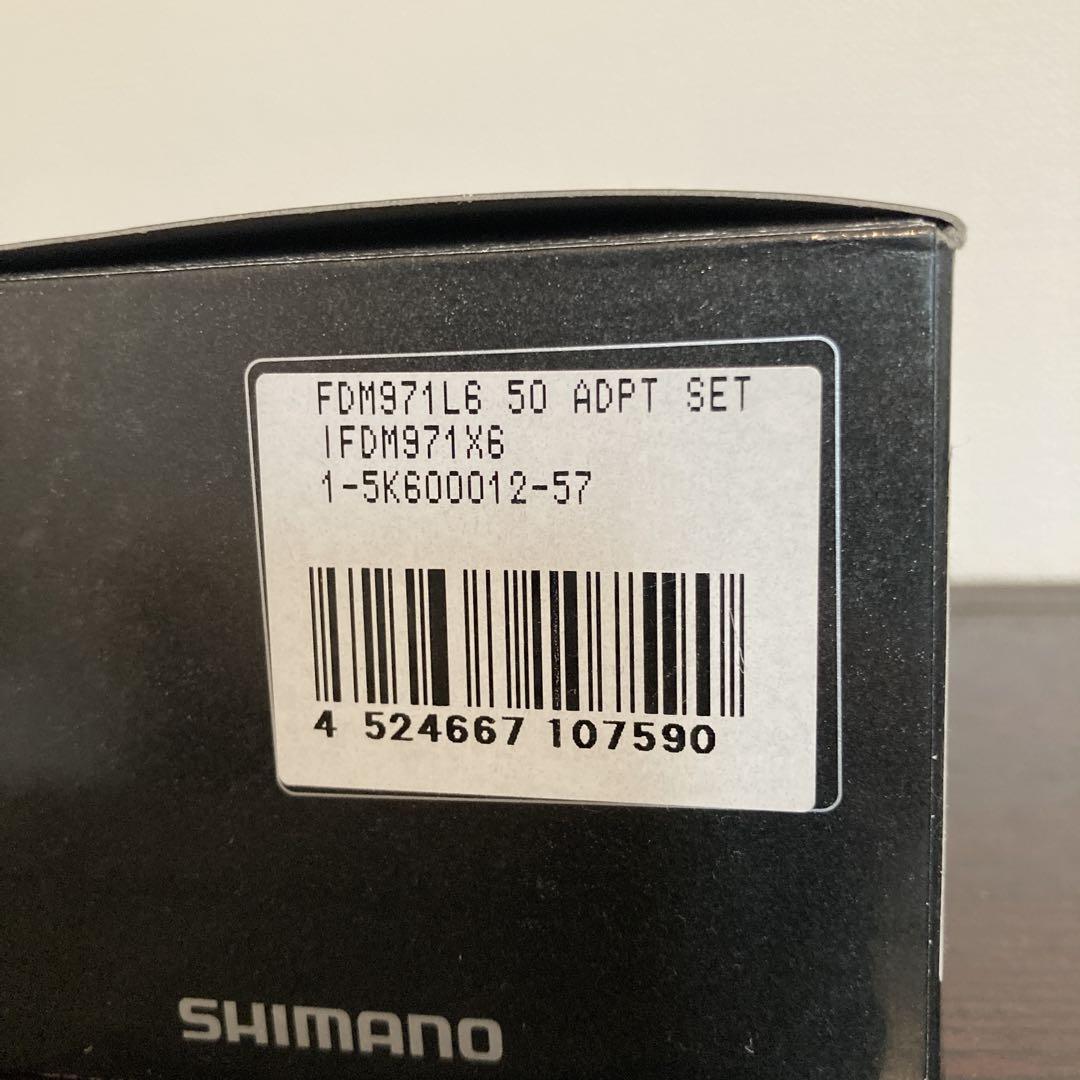 FDM971L6 50 ADPT SET
IFDM971X6
1-5K600012-57
4 524667 107590
SHIMANO